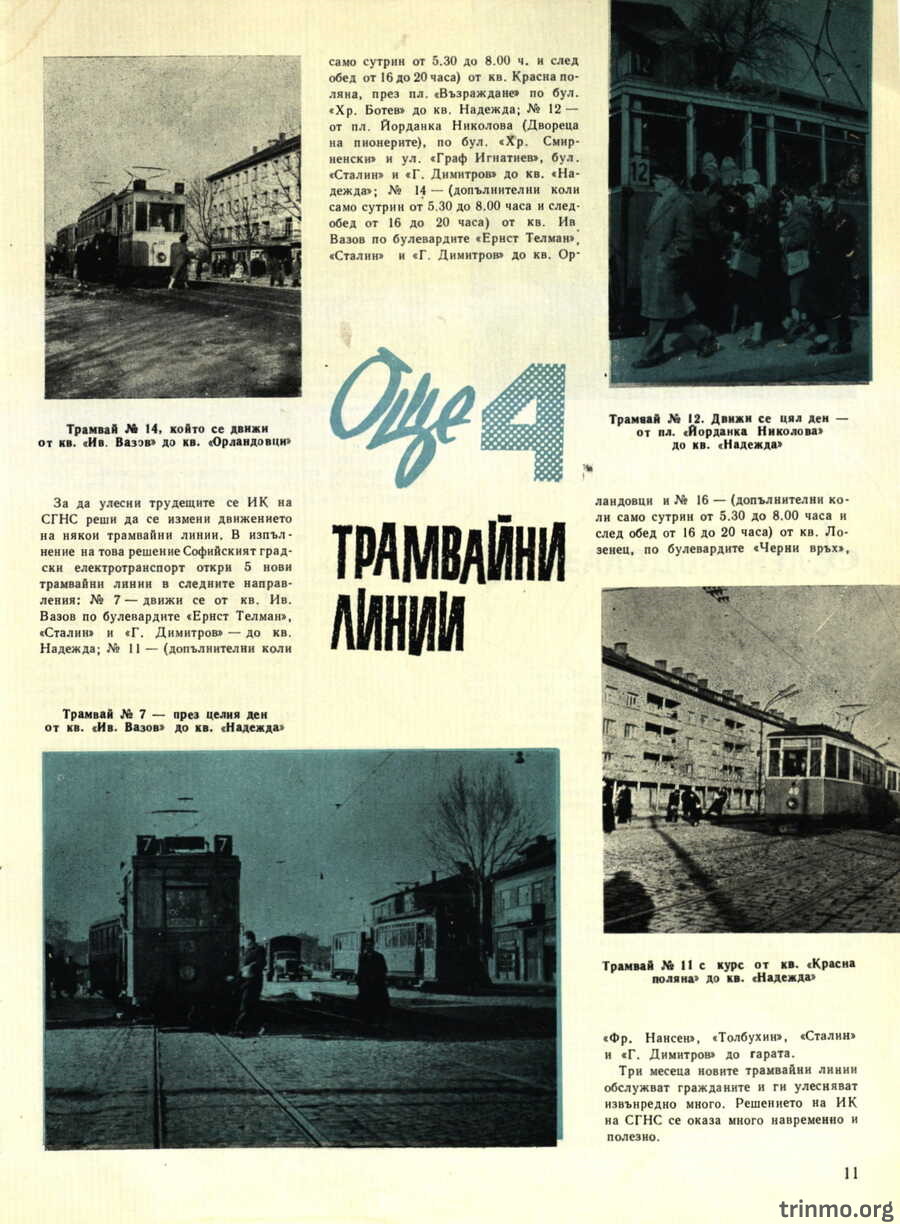 Трамвай № 14, който се движи
от кв. «Ив. Вазов» до кв. «Орландовци»
Още 4
ТРАМВАЙНИ
ЛИНИИ
За да улесни трудещите се ИК на
СГНС реши да се измени движението
на някои трамвайни линии. В изпъл-
нение на това решение Софийският град-
ски електротранспорт откри 5 нови
трамвайни линии в следните направ-
ления: № 7 — движи се от кв. Ив.
Вазов по булевардите «Ернст Телман»,
«Сталин» и «Г. Димитров» — до кв.
Надежда; № 11 — (допълнителни коли
само сутрин от 5.30 до 8.00 ч. и след
обед от 16 до 20 часа) от кв. Красна по-
ляна, през пл. «Възраждане» по бул.
«Хр. Ботев» до кв. Надежда; № 12 —
от пл. Йорданка Николова (Двореца
на пионерите), по бул. «Хр. Смир-
ненски» и ул. «Граф Игнатиев», бул.
«Сталин» и «Г. Димитров» до кв. «На-
дежда»; № 14 — (допълнителни коли
само сутрин от 5.30 до 8.00 часа и след-
обед от 16 до 20 часа) от кв. Ив
Вазов по булевардите «Ернст Телман»,
«Сталин» и «Г. Димитров» до кв. Ор-
ландовци и № 16 — (допълнителни ко-
ли само сутрин от 5.30 до 8.00 часа и
след обед от 16 до 20 часа) от кв. Ло-
зенец, по булевардите «Черни връх»,
«Фр. Нансен», «Толбухин», «Сталин»
и «Г. Димитров» до гарата.
Три месеца новите трамвайни линии
обслужват гражданите и ги улесняват
извънредно много. Решението на ИК
на СГНС се оказа много навременно и
полезно.
12
Трамвай № 12. Движи се цял ден —
от пл. «Йорданка Николова»
до кв. «Надежда»
Трамвай № 7 — през целия ден
от кв. «Ив. Вазов» до кв. «Надежда»
7 7
Трамвай № 11 с курс от кв. «Красна
поляна» до кв. «Надежда»
11
trinmo.org